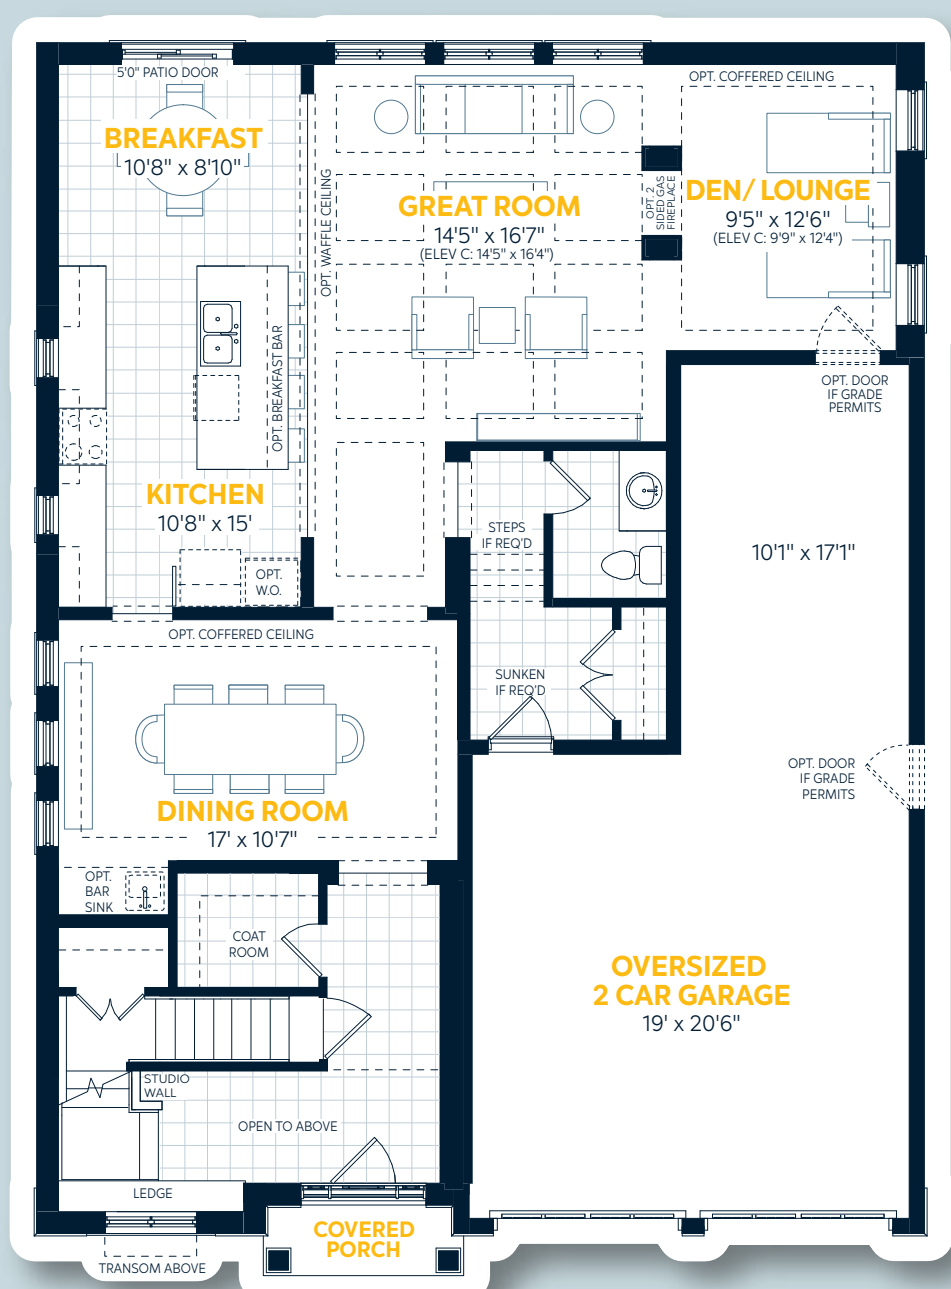 5'0" PATIO DOOR
BREAKFAST
10'8" x 8'10"
OPT. WAFFLE CEILING
GREAT ROOM
14'5" x 16'7"
(ELEV C: 14'5" x 16'4")
OPT. 2
SIDED GAS
FIREPLACE
OPT. COFFERED CEILING
DEN/ LOUNGE
9'5" x 12'6"
(ELEV C: 9'9" x 12'4")
OPT. DOOR
IF GRADE
PERMITS
OPT. BREAKFAST BAR
KITCHEN
10'8" x 15'
OPT.
W.O.
STEPS
IF REQ'D
10'1" x 17'1"
OPT. COFFERED CEILING
SUNKEN
IF REQ'D
DINING ROOM
17' x 10'7"
OPT. DOOR
IF GRADE
PERMITS
OPT.
BAR
SINK
COAT
ROOM
OVERSIZED
2 CAR GARAGE
19' x 20'6"
STUDIO
WALL
OPEN TO ABOVE
LEDGE
COVERED
PORCH
TRANSOM ABOVE